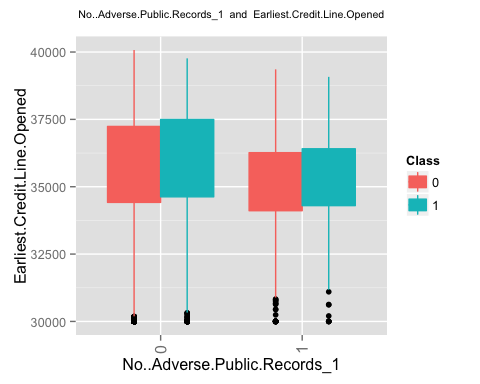 No..Adverse.Public.Records_1 and Earliest.Credit.Line.Opened
40000
37500
35000
32500
30000
Earliest.Credit.Line.Opened
0
1
No..Adverse.Public.Records_1
Class
0
1